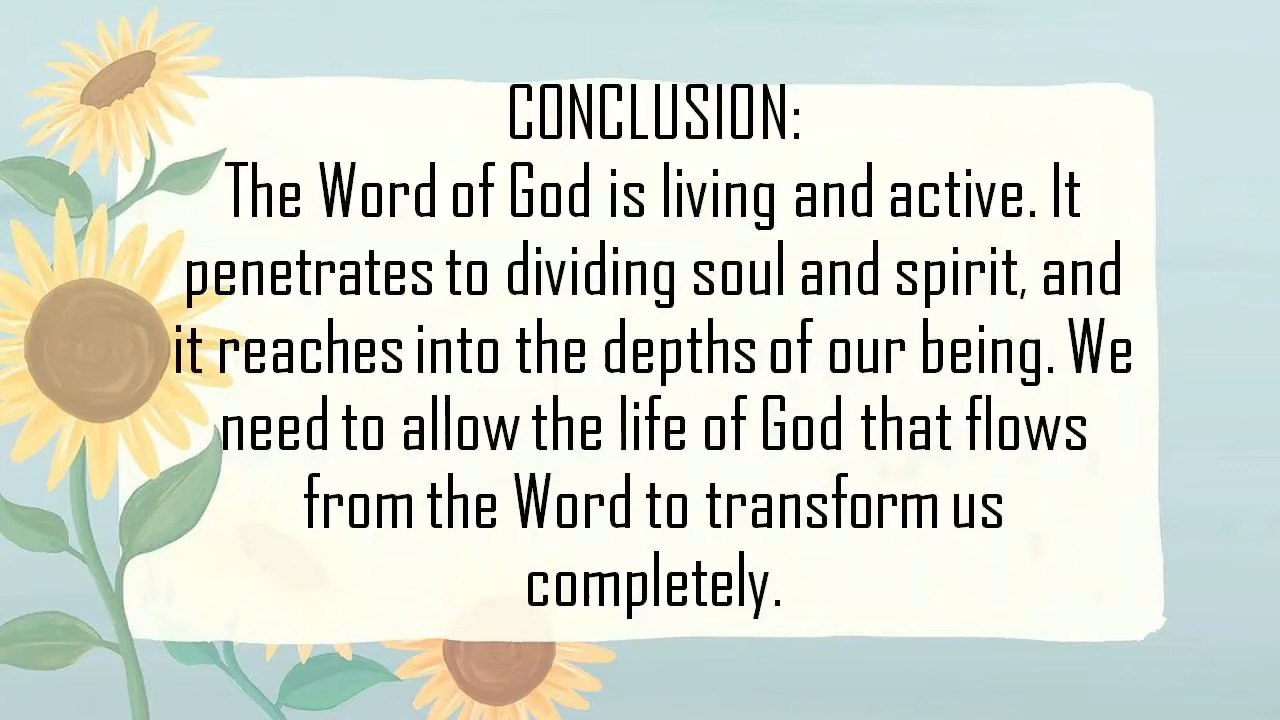 CONCLUSION:
The Word of God is living and active. It
penetrates to dividing soul and spirit, and
it reaches into the depths of our being. We
need to allow the life of God that flows
from the Word to transform us
completely.